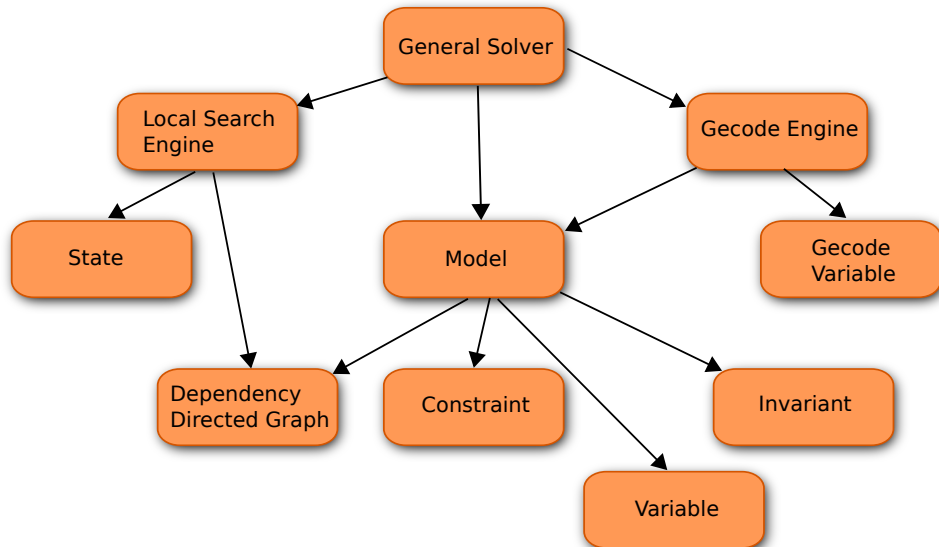 General Solver
Local Search
Engine
Gecode Engine
State
Model
Gecode
Variable
Dependency
Directed Graph
Constraint
Invariant
Variable